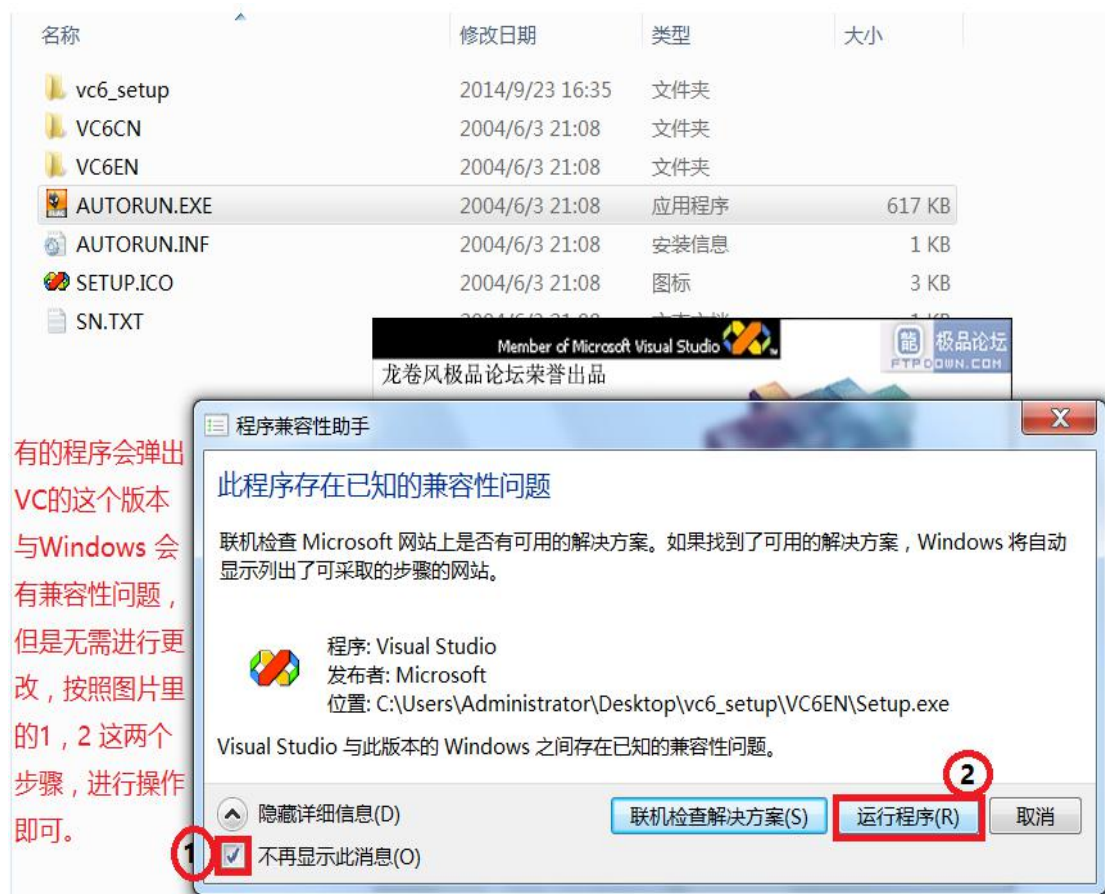 名称 修改日期 类型 大小
vc6_setup 2014/9/23 16:35 文件夹
VC6CN 2004/6/3 21:08 文件夹
VC6EN 2004/6/3 21:08 文件夹
AUTORUN.EXE 2004/6/3 21:08 应用程序 617 KB
AUTORUN.INF 2004/6/3 21:08 安装信息 1 KB
SETUP.ICO 2004/6/3 21:08 图标 3 KB
SN.TXT
Member of Microsoft Visual Studio
龍 极品论坛
FTPDOWN.COM
龙卷风极品论坛荣誉出品
有的程序会弹出
VC的这个版本
与Windows 会
有兼容性问题，
但是无需进行更
改，按照图片里
的1，2 这两个
步骤，进行操作
即可。
程序兼容性助手
X
此程序存在已知的兼容性问题
联机检查 Microsoft 网站上是否有可用的解决方案。如果找到了可用的解决方案，Windows 将自动
显示列出了可采取的步骤的网站。
程序: Visual Studio
发布者: Microsoft
位置: C:\Users\Administrator\Desktop\vc6_setup\VC6EN\Setup.exe
Visual Studio 与此版本的 Windows 之间存在已知的兼容性问题。
2
隐藏详细信息(D) 联机检查解决方案(S) 运行程序(R) 取消
1 不再显示此消息(O)